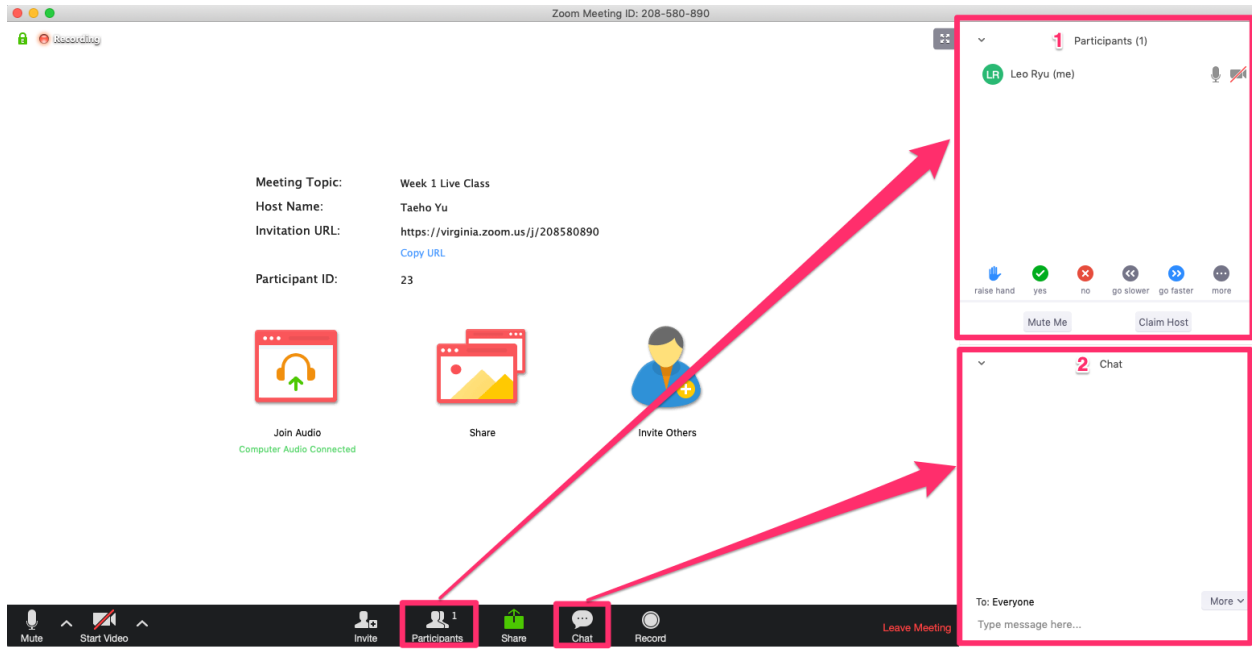 Zoom Meeting ID: 208-580-890
Recording
Meeting Topic: Week 1 Live Class
Host Name: Taeho Yu
Invitation URL: https://virginia.zoom.us/j/208580890
Copy URL
Participant ID: 23
Join Audio Share Invite Others
Computer Audio Connected
1 Participants (1)
LR Leo Ryu (me)
raise hand yes no go slower go faster more
Mute Me Claim Host
2 Chat
To: Everyone More
Type message here...
1
Mute Start Video Invite Participants Share Chat Record Leave Meeting